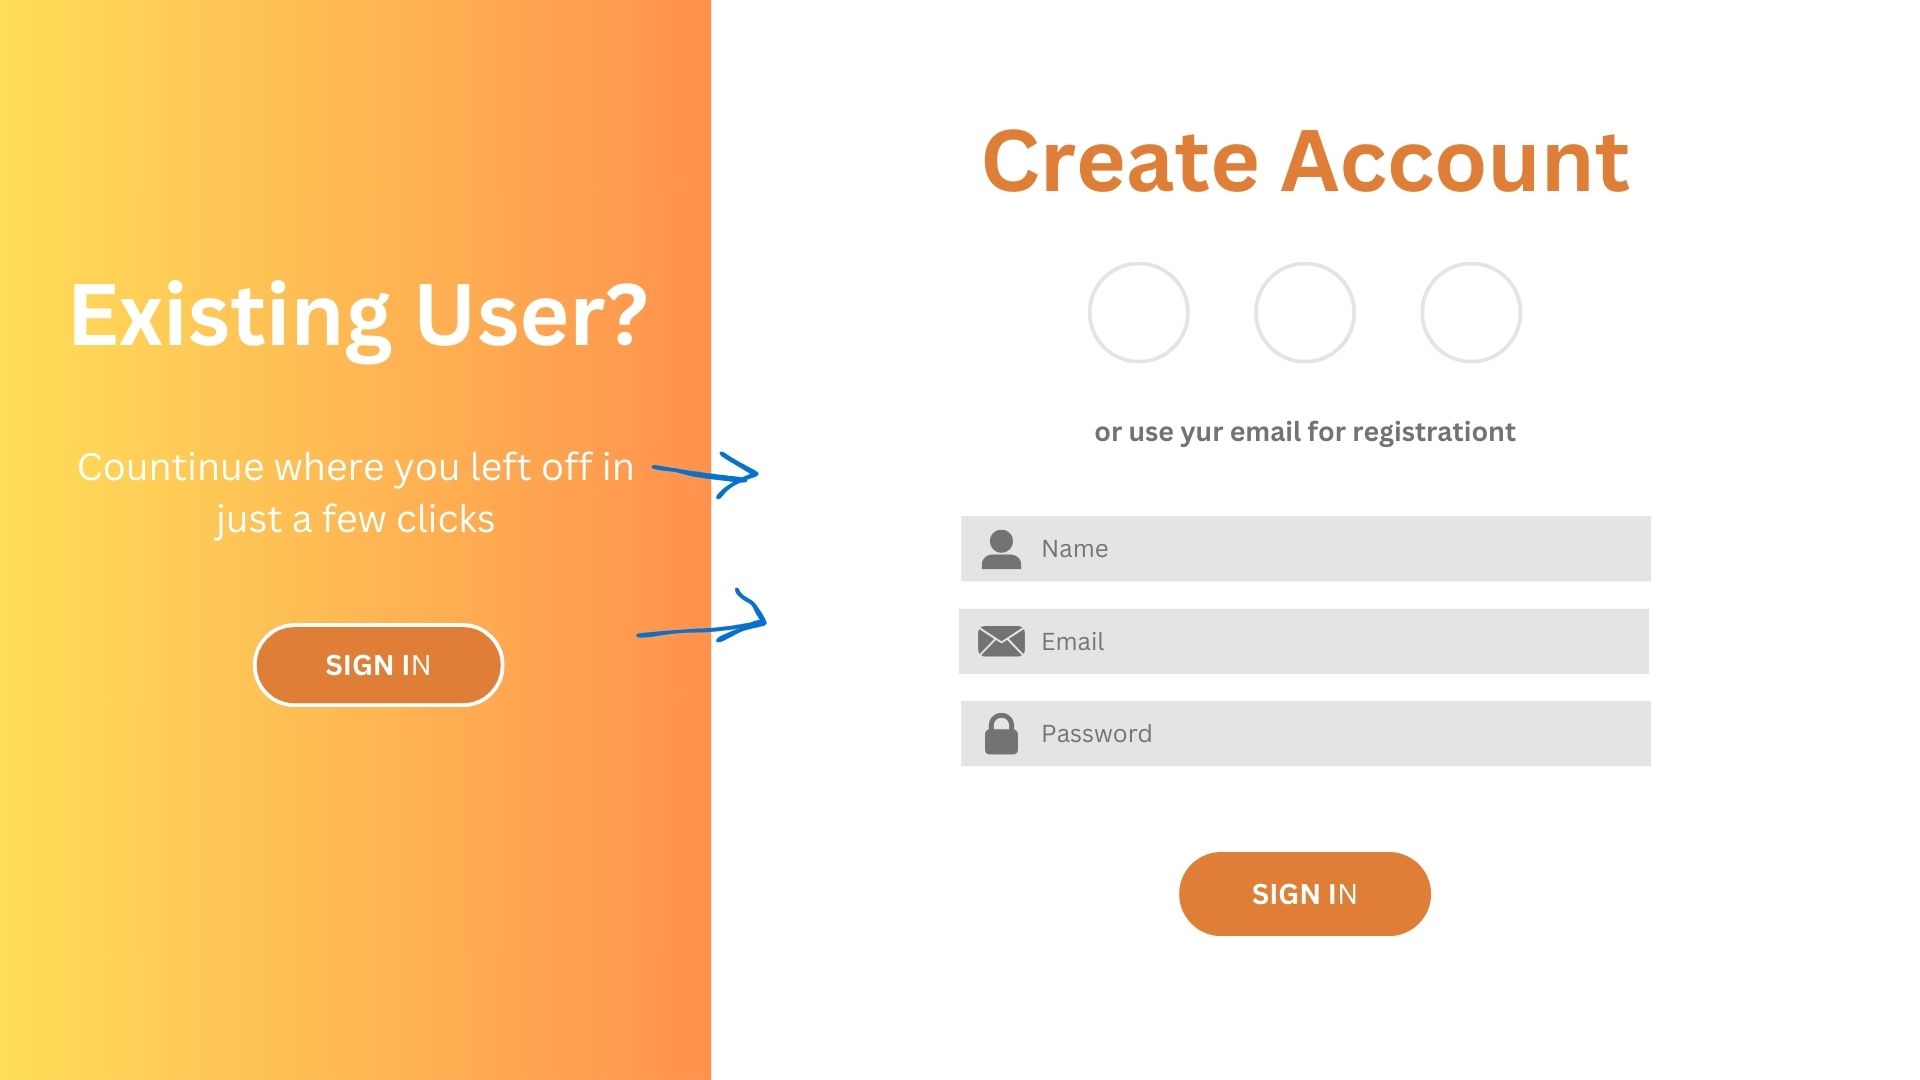 Existing User?
Countinue where you left off in
just a few clicks
SIGN IN
Create Account
or use yur email for registrationt
Name
Email
Password
SIGN IN